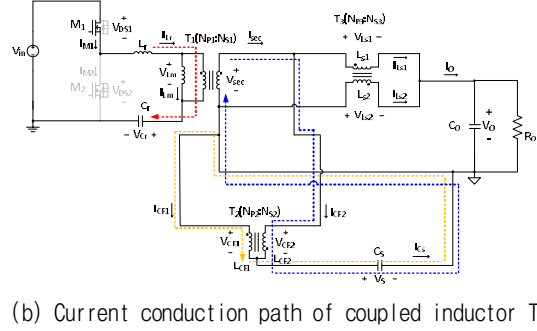 M1
VDS1
IM1
Vin
IM2
M2
VDS2
Lr
ILr
T1(NP1:NS1)
Isec
VLm
ILm
Vsec
Cr
− VCr +
T3(NP3:NS3)
+ VLs1 −
Ls1
ILs1
Ls2
ILs2
+ VLs2 −
IO
CO
+
VO
-
RO
ICF1
T2(NP2:NS2)
ICF2
VCF1
VCF2
LCF1
LCF2
CS
ICs
+ VS −
(b) Current conduction path of coupled inductor T